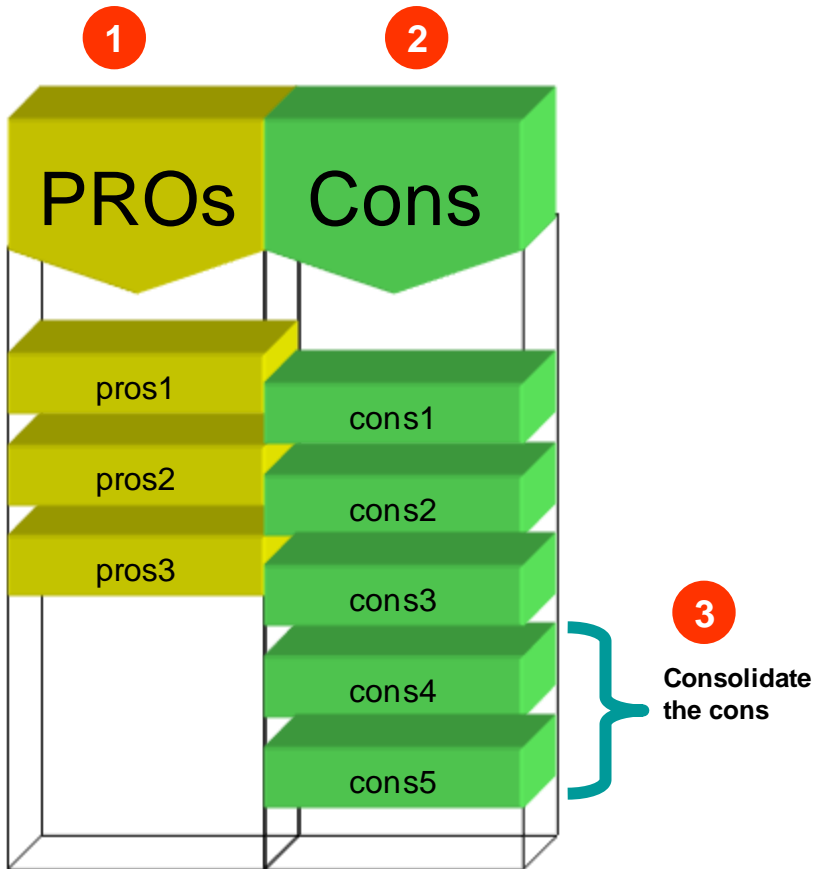 1
2
PROs
Cons
pros1
pros2
pros3
cons1
cons2
cons3
cons4
cons5
3
Consolidate
the cons